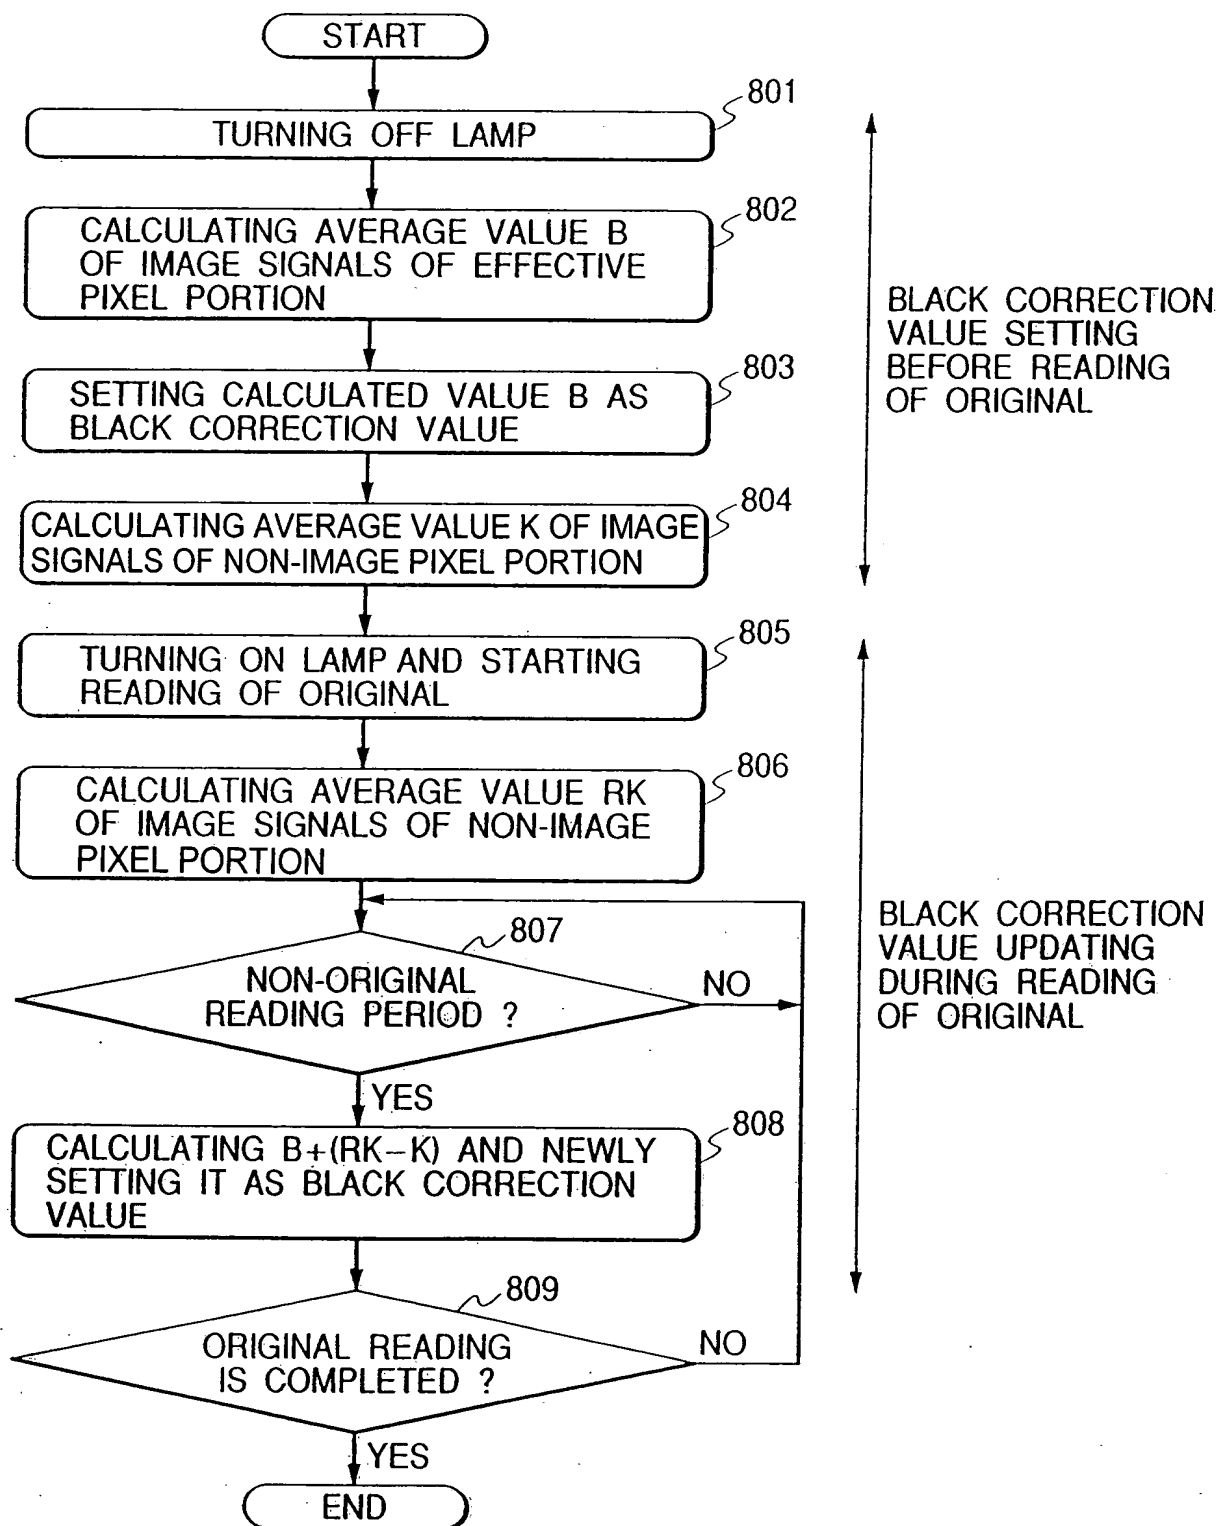 START
801
TURNING OFF LAMP
802
CALCULATING AVERAGE VALUE B
OF IMAGE SIGNALS OF EFFECTIVE
PIXEL PORTION
803
SETTING CALCULATED VALUE B AS
BLACK CORRECTION VALUE
804
CALCULATING AVERAGE VALUE K OF IMAGE
SIGNALS OF NON-IMAGE PIXEL PORTION
BLACK CORRECTION
VALUE SETTING
BEFORE READING
OF ORIGINAL
805
TURNING ON LAMP AND STARTING
READING OF ORIGINAL
806
CALCULATING AVERAGE VALUE RK
OF IMAGE SIGNALS OF NON-IMAGE
PIXEL PORTION
807
NON-ORIGINAL
READING PERIOD ?
NO
YES
808
CALCULATING B+(RK-K) AND NEWLY
SETTING IT AS BLACK CORRECTION
VALUE
BLACK CORRECTION
VALUE UPDATING
DURING READING
OF ORIGINAL
809
ORIGINAL READING
IS COMPLETED ?
NO
YES
END